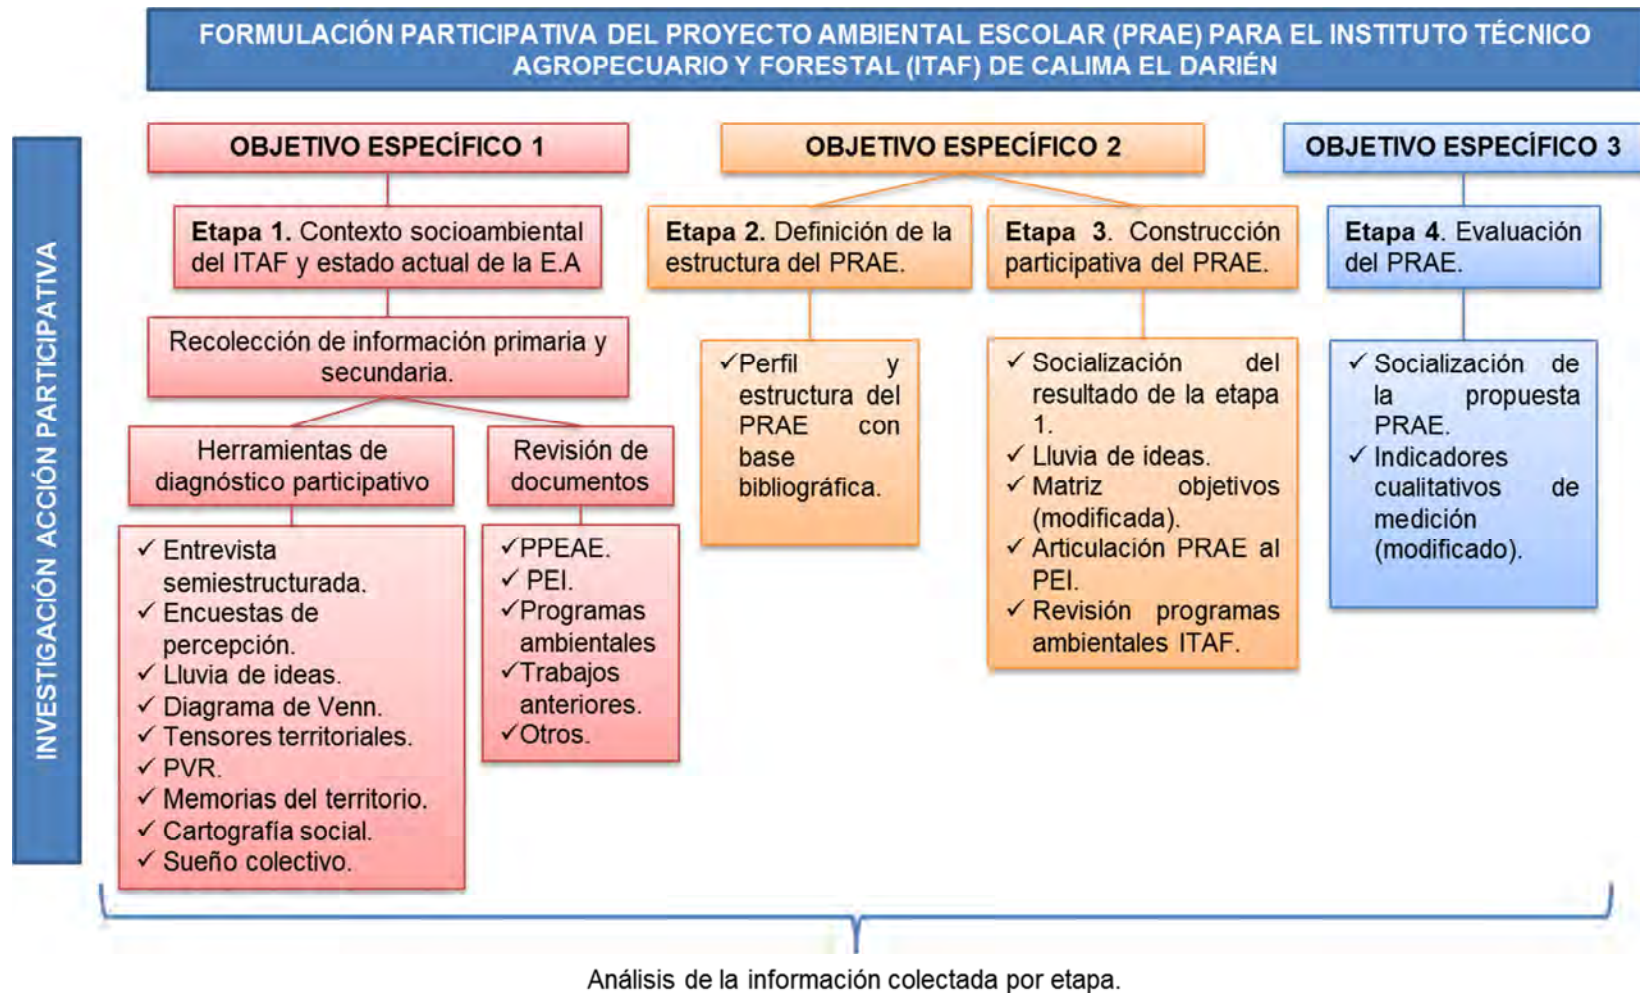 FORMULACIÓN PARTICIPATIVA DEL PROYECTO AMBIENTAL ESCOLAR (PRAE) PARA EL INSTITUTO TÉCNICO
AGROPECUARIO Y FORESTAL (ITAF) DE CALIMA EL DARIÉN
INVESTIGACIÓN ACCIÓN PARTICIPATIVA
OBJETIVO ESPECÍFICO 1
Etapa 1. Contexto socioambiental
del ITAF y estado actual de la E.A
Recolección de información primaria y
secundaria.
Herramientas de
diagnóstico participativo
✓ Entrevista
semiestructurada.
✓ Encuestas de
percepción.
✓ Lluvia de ideas.
✓ Diagrama de Venn.
✓ Tensores territoriales.
✓ PVR.
✓ Memorias del territorio.
✓ Cartografía social.
✓ Sueño colectivo.
Revisión de
documentos
✓ PPEAE.
✓ PEI.
✓ Programas
ambientales
✓ Trabajos
anteriores.
✓ Otros.
OBJETIVO ESPECÍFICO 2
Etapa 2. Definición de la
estructura del PRAE.
✓ Perfil y
estructura del
PRAE con
base
bibliográfica.
Etapa 3. Construcción
participativa del PRAE.
✓ Socialización del
resultado de la etapa
1.
✓ Lluvia de ideas.
✓ Matriz objetivos
(modificada).
✓ Articulación PRAE al
PEI.
✓ Revisión programas
ambientales ITAF.
OBJETIVO ESPECÍFICO 3
Etapa 4. Evaluación
del PRAE.
✓ Socialización de
la propuesta
PRAE.
✓ Indicadores
cualitativos de
medición
(modificado).
Análisis de la información colectada por etapa.